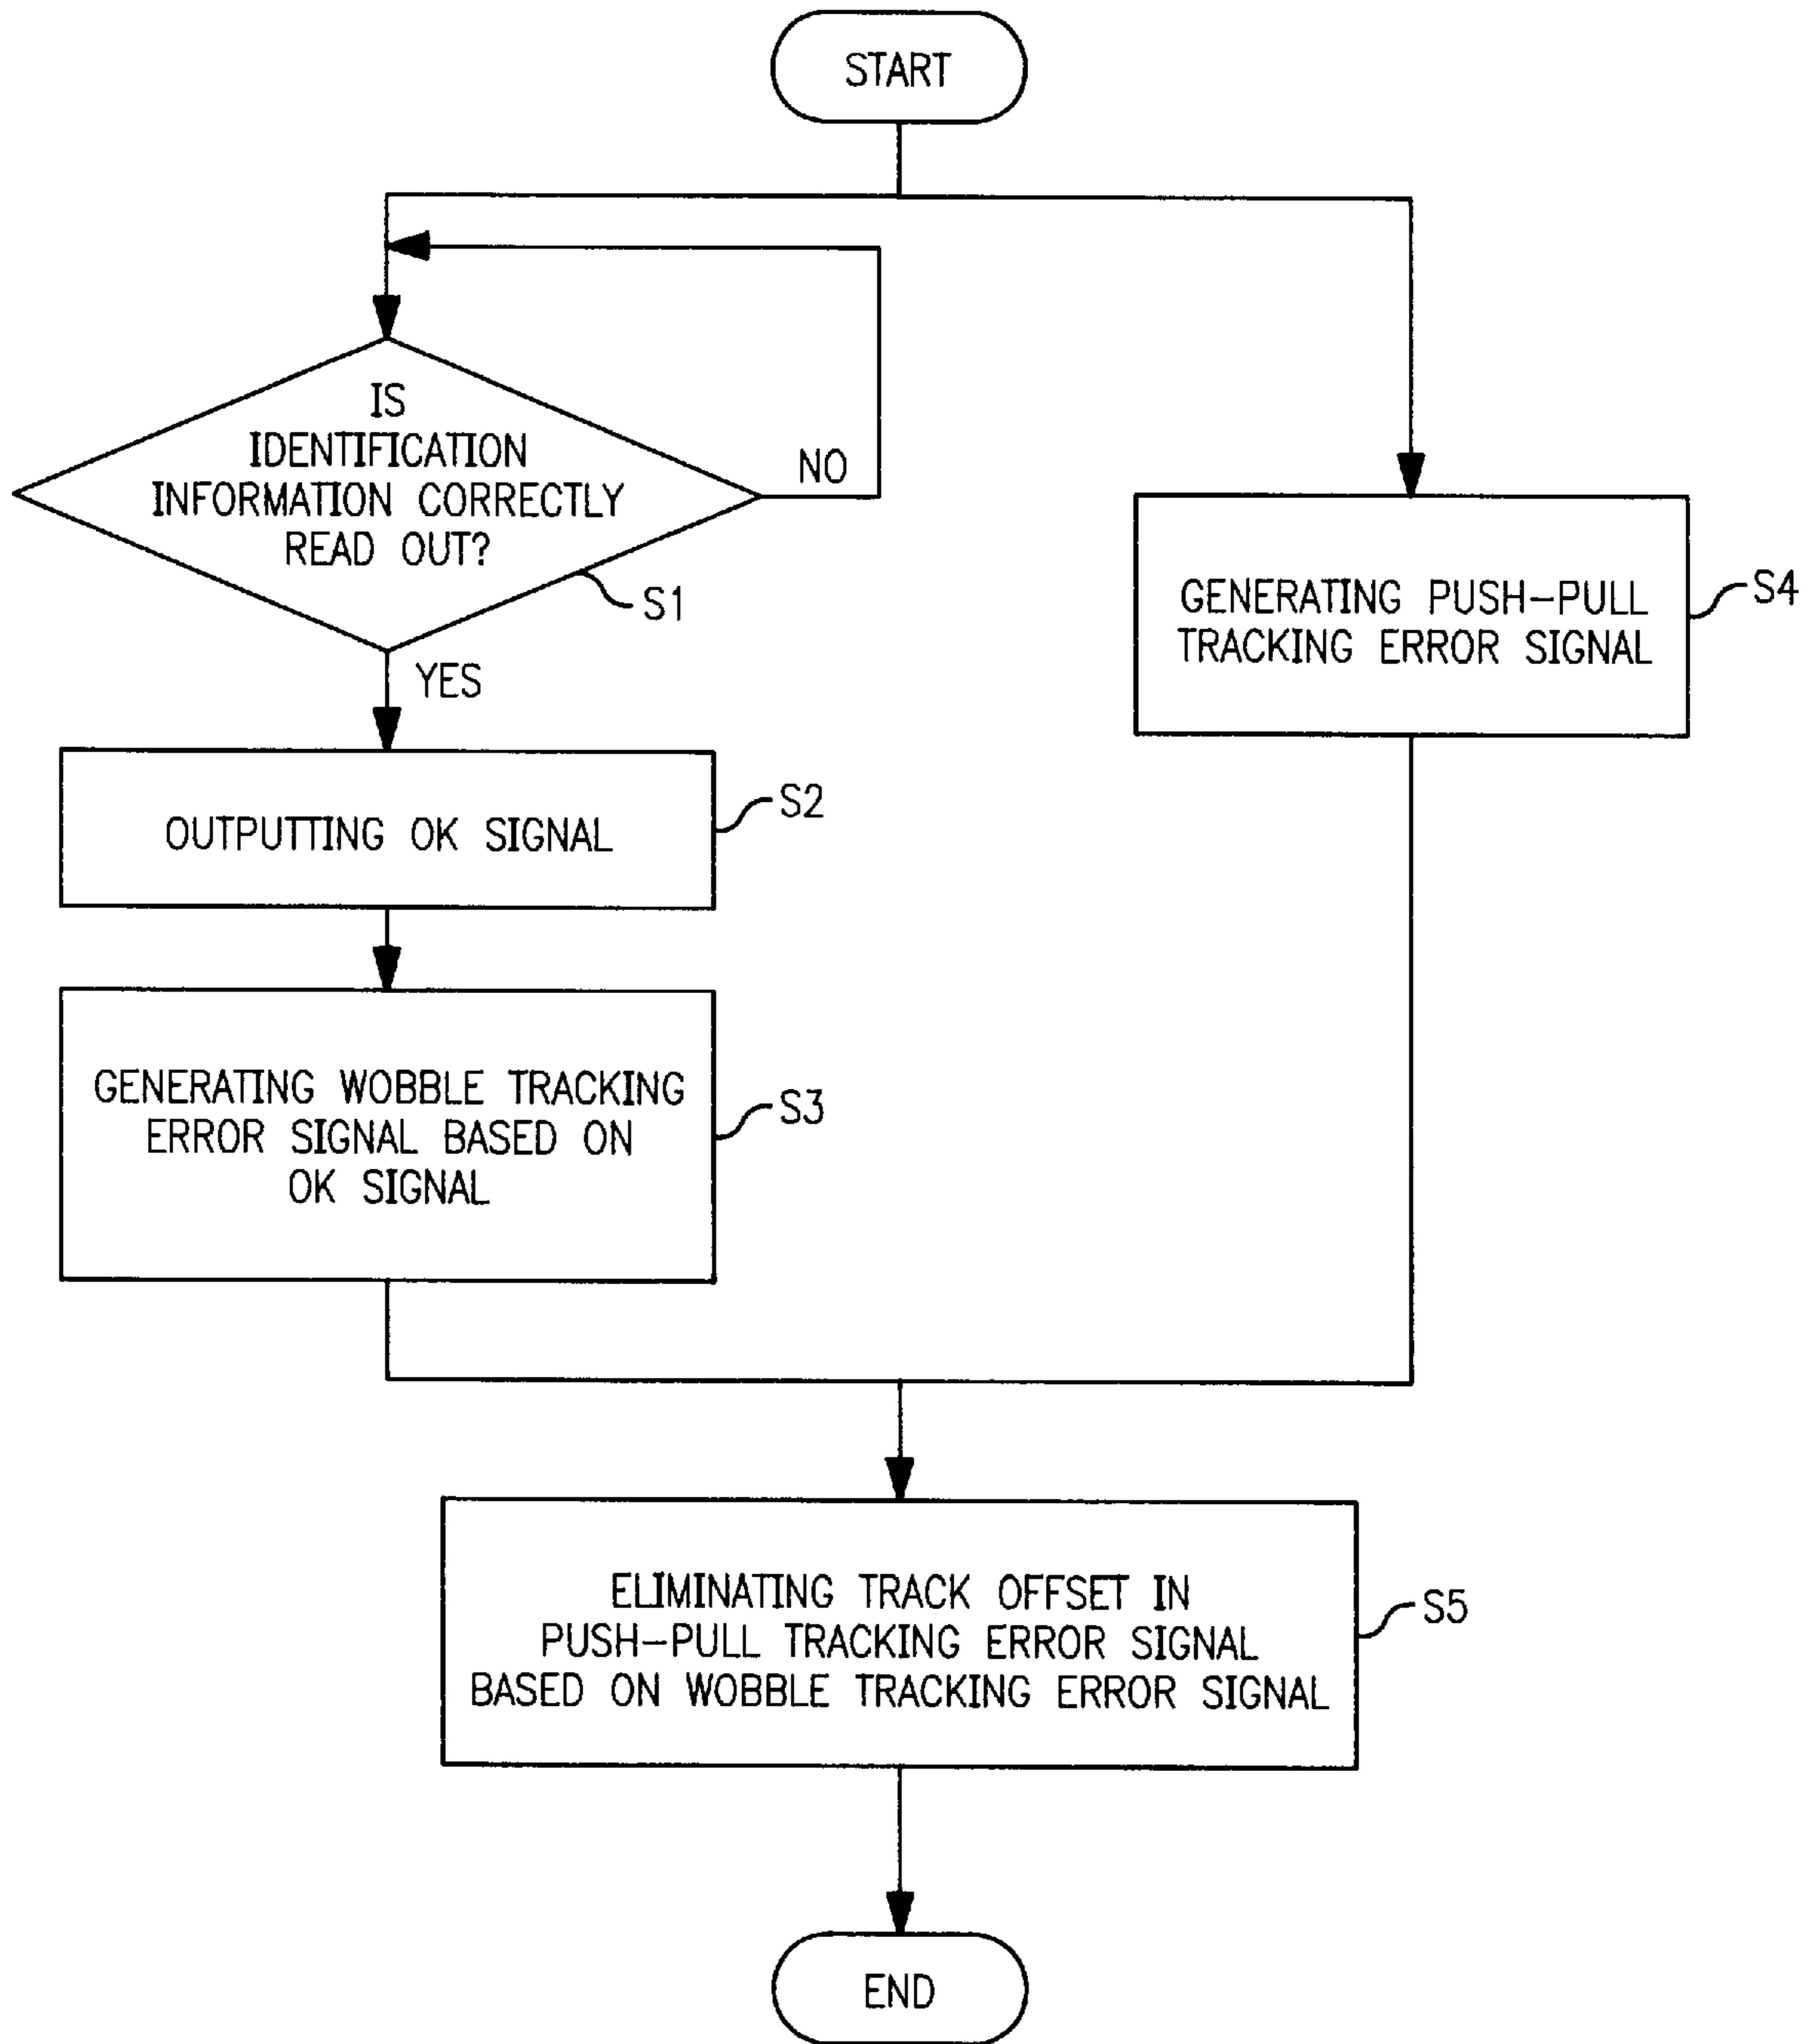 START
IS
IDENTIFICATION
INFORMATION CORRECTLY
READ OUT?
NO
S1
YES
GENERATING PUSH-PULL
TRACKING ERROR SIGNAL
S4
OUTPUTTING OK SIGNAL
S2
GENERATING WOBBLE TRACKING
ERROR SIGNAL BASED ON
OK SIGNAL
S3
ELIMINATING TRACK OFFSET IN
PUSH-PULL TRACKING ERROR SIGNAL
BASED ON WOBBLE TRACKING ERROR SIGNAL
S5
END